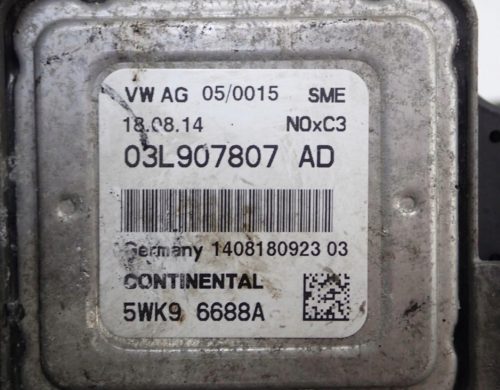 VW AG 05/0015 SME
18.08.14 NOxC3
03L907807 AD
Germany 1408180923 03
CONTINENTAL
5WK9 6688A